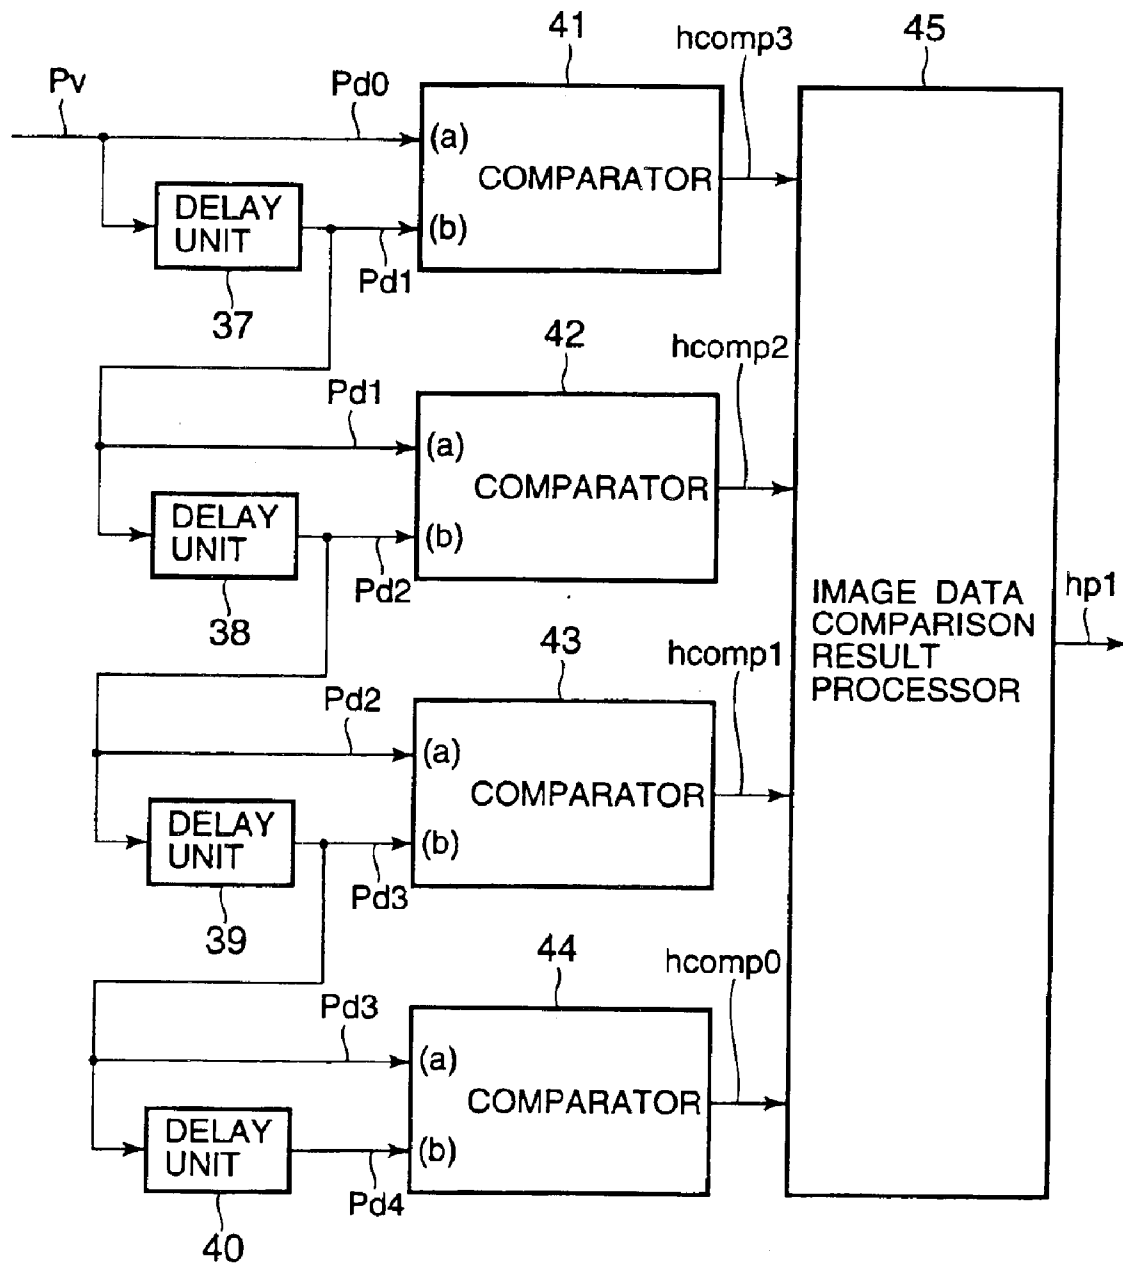 41
45
hcomp3
Pv
Pd0
(a)
COMPARATOR
DELAY
UNIT
(b)
Pd1
37
42
hcomp2
Pd1
(a)
COMPARATOR
DELAY
UNIT
(b)
Pd2
38
IMAGE DATA
COMPARISON
RESULT
PROCESSOR
hp1
43
hcomp1
Pd2
(a)
COMPARATOR
DELAY
UNIT
(b)
Pd3
39
44
hcomp0
Pd3
(a)
COMPARATOR
DELAY
UNIT
(b)
Pd4
40